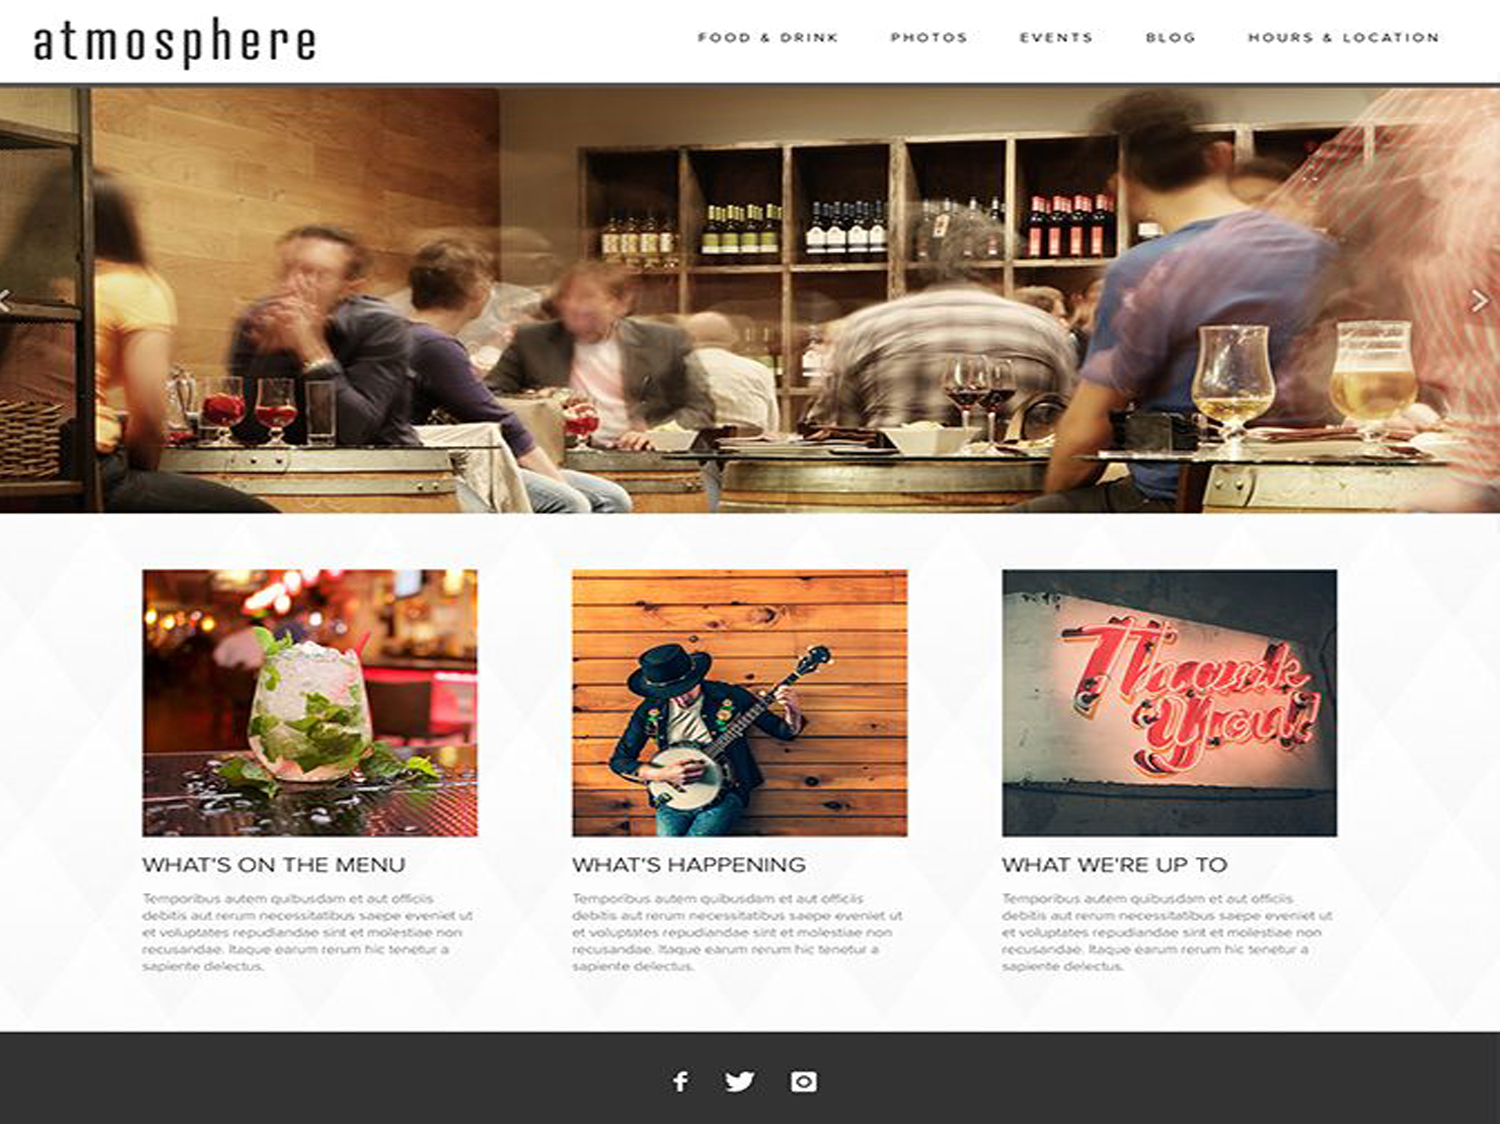 atmosphere
FOOD & DRINK PHOTOS EVENTS BLOG HOURS & LOCATION
Thank
you!
WHAT'S ON THE MENU
Temporibus autem quibusdam et aut officiis
debitis aut rerum necessitatibus saepe eveniet ut
et voluptates repudiandae sint et molestiae non
recusandae. Itaque earum rerum hic tenetur a
sapiente delectus.
WHAT'S HAPPENING
Temporibus autem quibusdam et aut officiis
debitis aut rerum necessitatibus saepe eveniet ut
et voluptates repudiandae sint et molestiae non
recusandae. Itaque earum rerum hic tenetur a
sapiente delectus.
WHAT WE'RE UP TO
Temporibus autem quibusdam et aut officiis
debitis aut rerum necessitatibus saepe eveniet ut
et voluptates repudiandae sint et molestiae non
recusandae. Itaque earum rerum hic tenetur a
sapiente delectus.